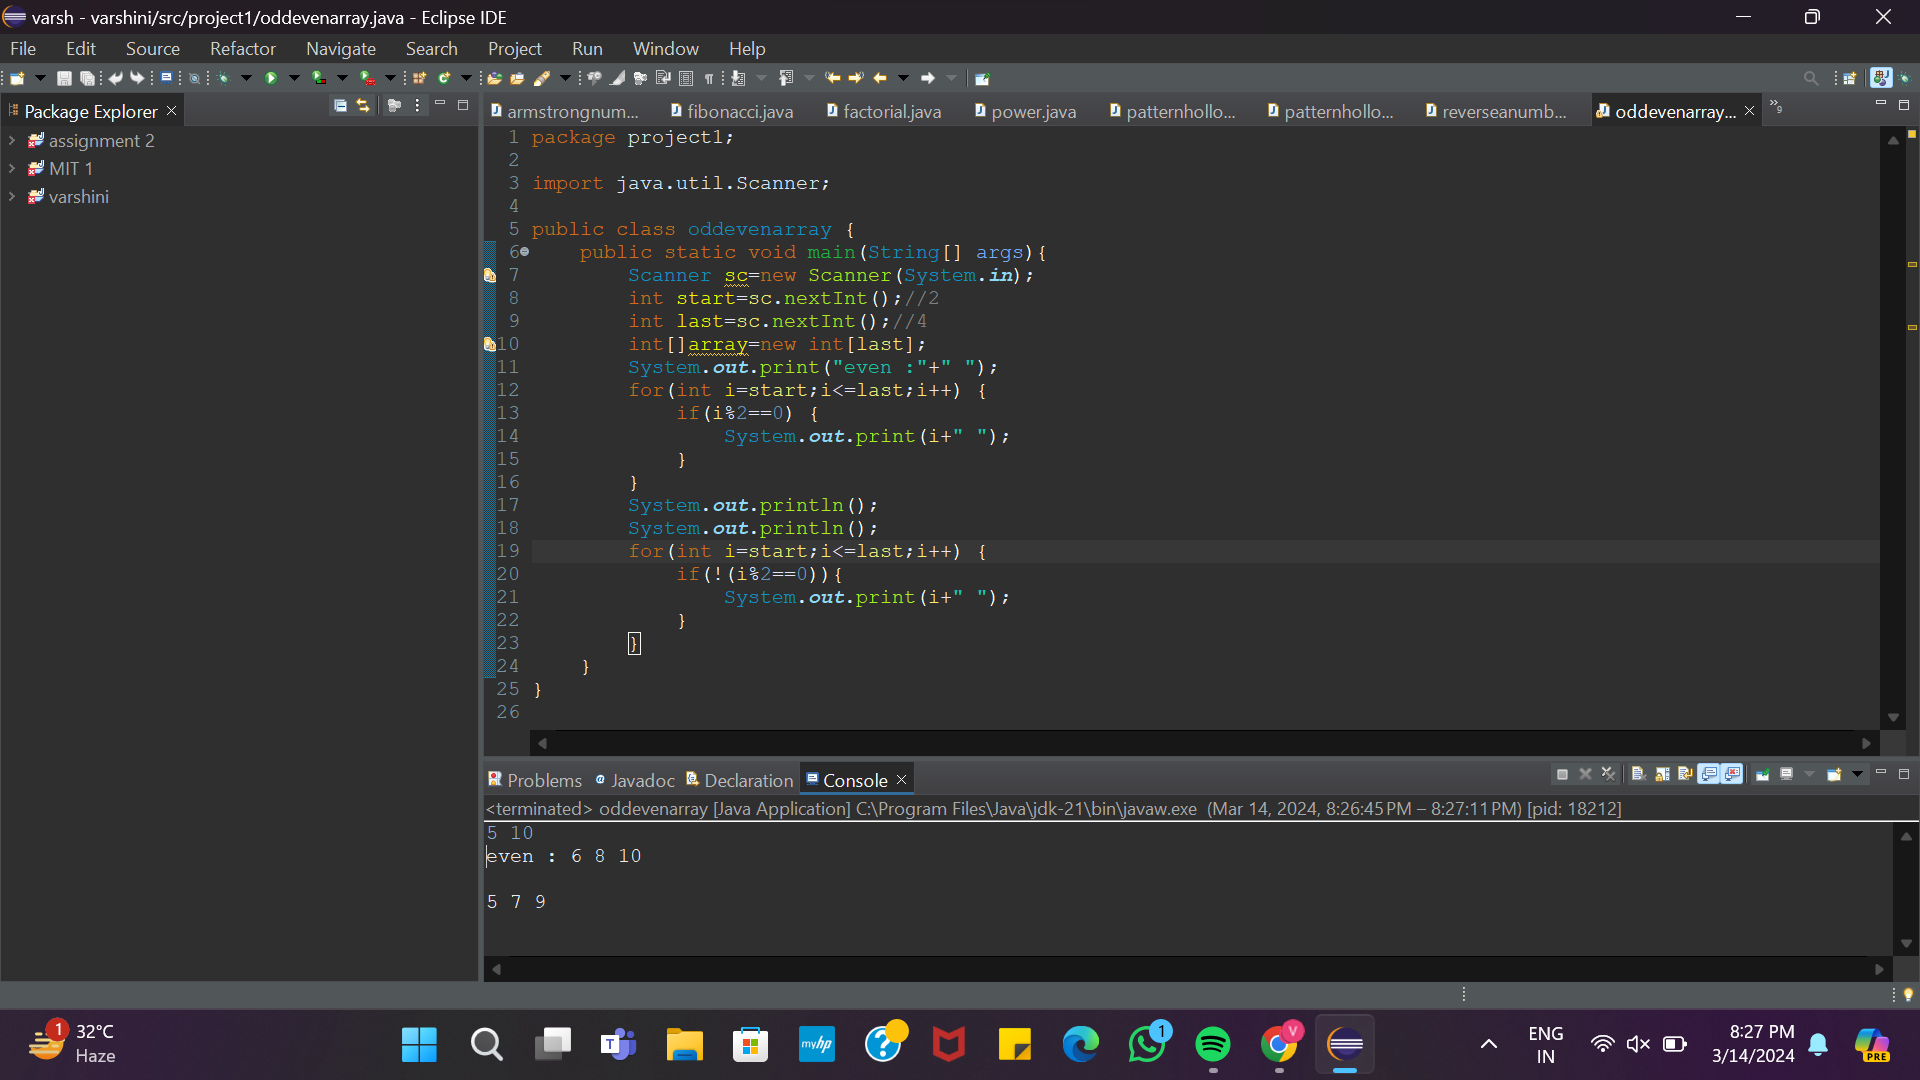 varsh - varshini/src/project1/oddevenarray.java - Eclipse IDE
File Edit Source Refactor Navigate Search Project Run Window Help
Package Explorer
assignment 2
MIT 1
varshini
armstrongnum... fibonacci.java factorial.java power.java patternhollo... patternhollo... reverseanumb... oddevenarray... »9
1 package project1;
2
3 import java.util.Scanner;
4
5 public class oddevenarray {
6 public static void main(String[] args){
7 Scanner sc=new Scanner(System.in);
8 int start=sc.nextInt();//2
9 int last=sc.nextInt();//4
10 int[]array=new int[last];
11 System.out.print("even :"+" ");
12 for(int i=start;i<=last;i++) {
13 if(i%2==0) {
14 System.out.print(i+" ");
15 }
16 }
17 System.out.println();
18 System.out.println();
19 for(int i=start;i<=last;i++) {
20 if(!(i%2==0)){
21 System.out.print(i+" ");
22 }
23 }
24 }
25 }
26
Problems Javadoc Declaration Console
<terminated> oddevenarray [Java Application] C:\Program Files\Java\jdk-21\bin\javaw.exe (Mar 14, 2024, 8:26:45 PM – 8:27:11 PM) [pid: 18212]
5 10
even : 6 8 10
5 7 9
1
32°C
Haze
T
myhp
?
1
V
ENG
IN
8:27 PM
3/14/2024
PRE